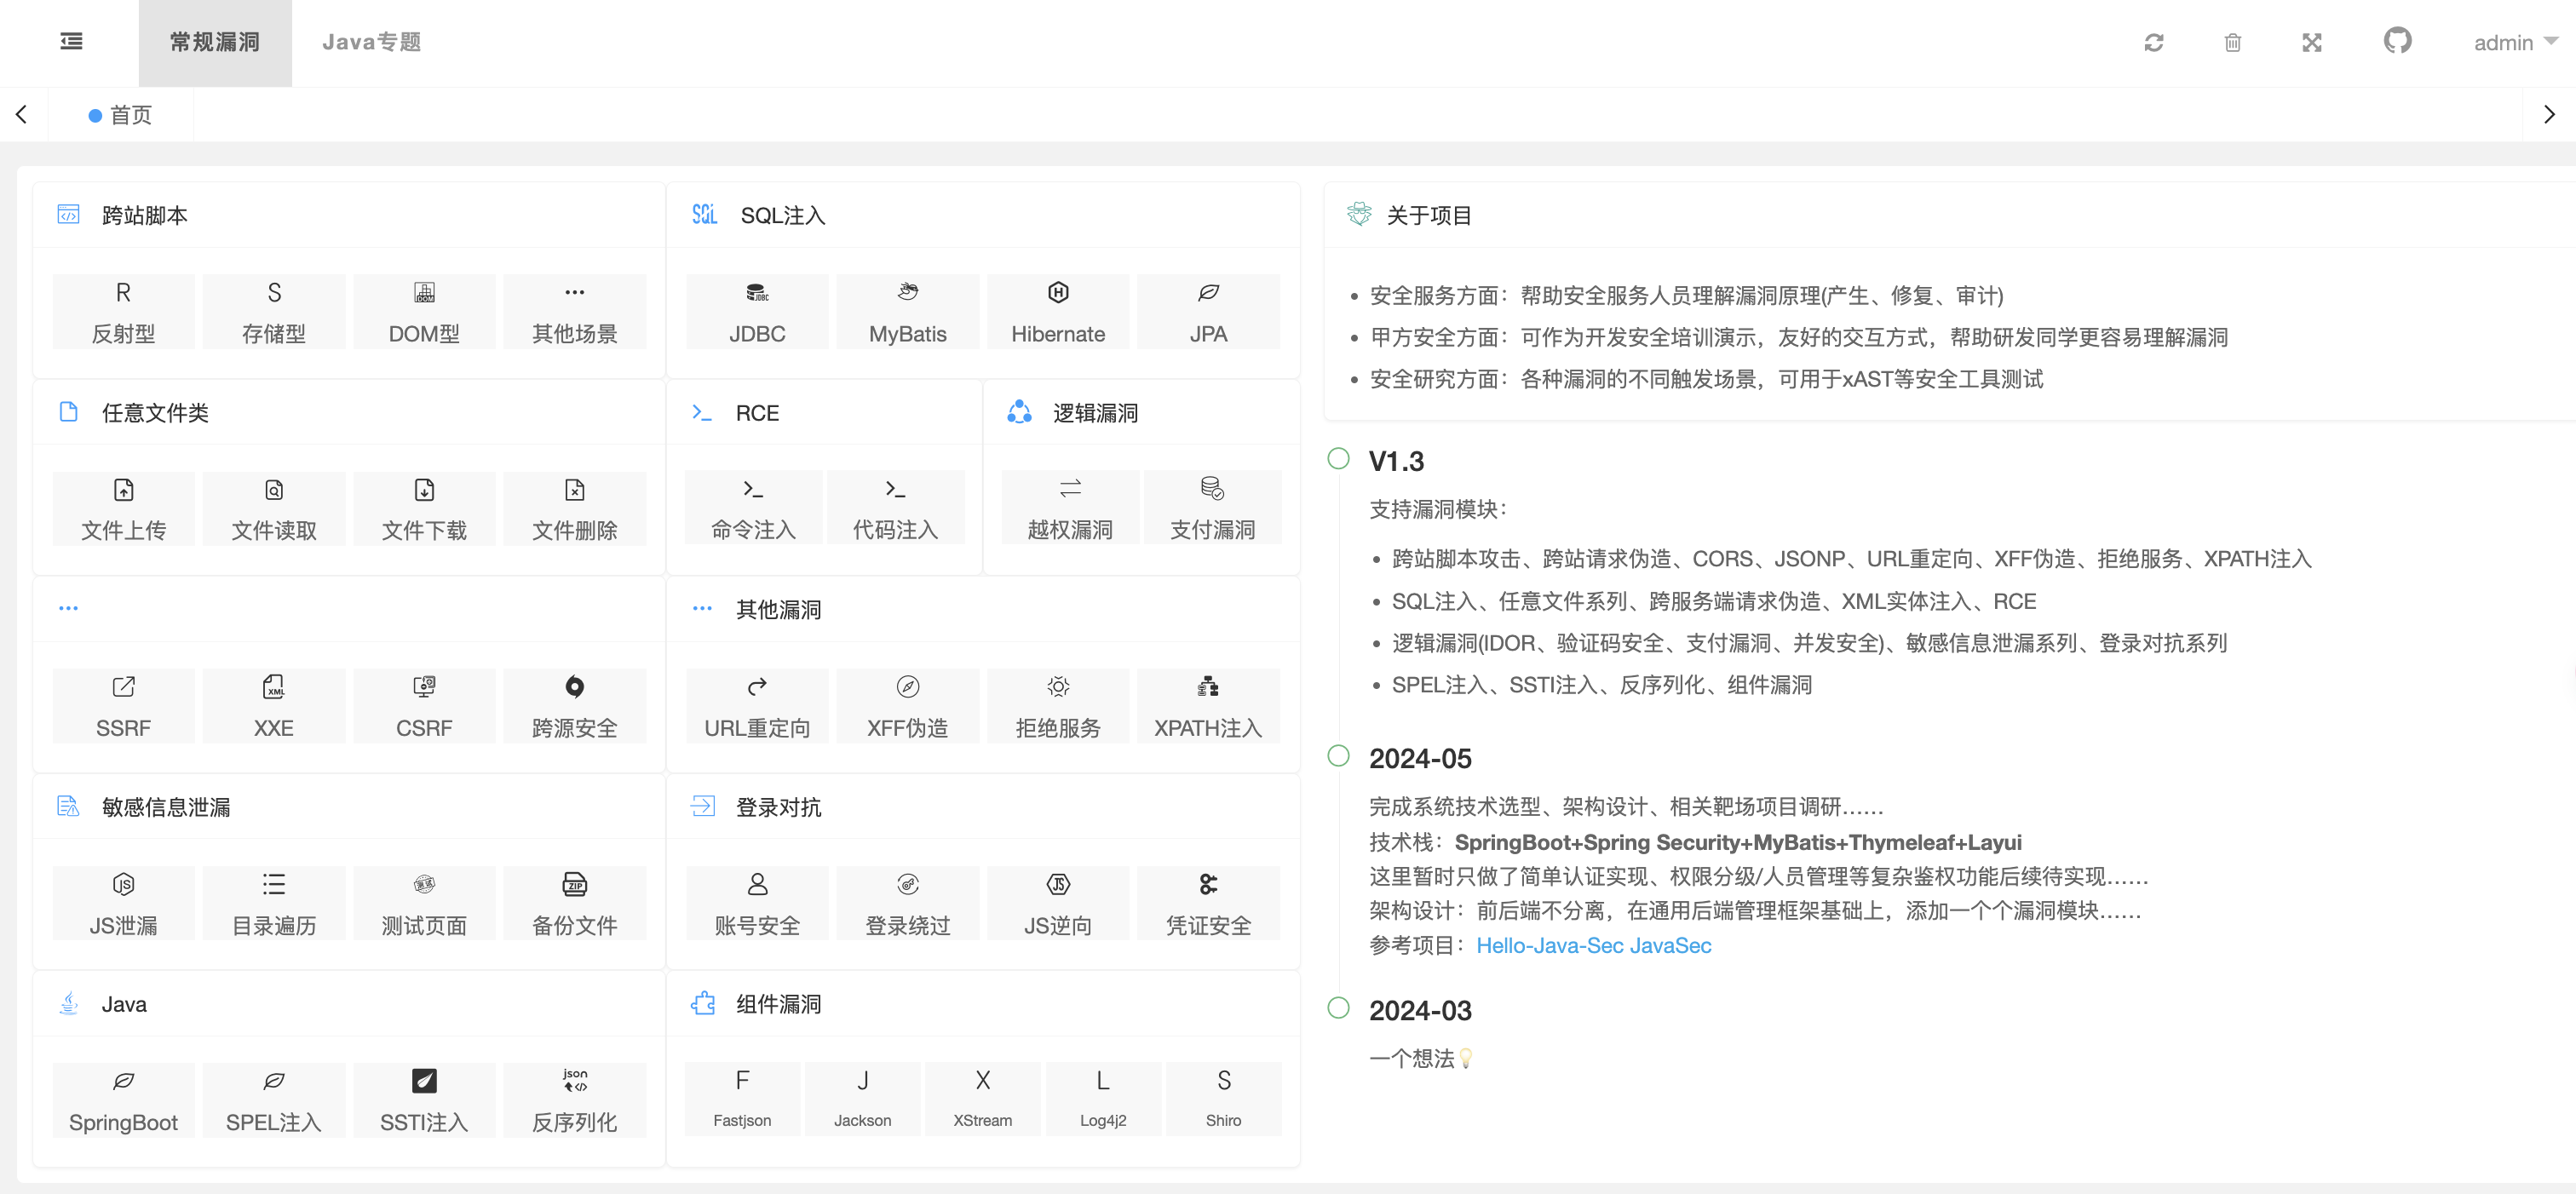 常规漏洞
Java专题
admin
首页
跨站脚本
R
反射型
S
存储型
DOM
DOM型
其他场景
SQL
SQL注入
JDBC
JDBC
MyBatis
H
Hibernate
JPA
任意文件类
文件上传
文件读取
文件下载
文件删除
RCE
命令注入
代码注入
逻辑漏洞
越权漏洞
支付漏洞
SSRF
XML
XXE
CSRF
跨源安全
其他漏洞
URL重定向
XFF伪造
拒绝服务
XPATH注入
敏感信息泄漏
JS
JS泄漏
目录遍历
测试
测试页面
ZIP
备份文件
登录对抗
账号安全
登录绕过
JS
JS逆向
凭证安全
Java
SpringBoot
SPEL注入
SSTI注入
json
反序列化
组件漏洞
F
Fastjson
J
Jackson
X
XStream
L
Log4j2
S
Shiro
关于项目
• 安全服务方面：帮助安全服务人员理解漏洞原理(产生、修复、审计)
• 甲方安全方面：可作为开发安全培训演示，友好的交互方式，帮助研发同学更容易理解漏洞
• 安全研究方面：各种漏洞的不同触发场景，可用于xAST等安全工具测试
V1.3
支持漏洞模块：
• 跨站脚本攻击、跨站请求伪造、CORS、JSONP、URL重定向、XFF伪造、拒绝服务、XPATH注入
• SQL注入、任意文件系列、跨服务端请求伪造、XML实体注入、RCE
• 逻辑漏洞(IDOR、验证码安全、支付漏洞、并发安全)、敏感信息泄漏系列、登录对抗系列
• SPEL注入、SSTI注入、反序列化、组件漏洞
2024-05
完成系统技术选型、架构设计、相关靶场项目调研......
技术栈：SpringBoot+Spring Security+MyBatis+Thymeleaf+Layui
这里暂时只做了简单认证实现、权限分级/人员管理等复杂鉴权功能后续待实现......
架构设计：前后端不分离，在通用后端管理框架基础上，添加一个个漏洞模块......
参考项目：Hello-Java-Sec JavaSec
2024-03
一个想法💡